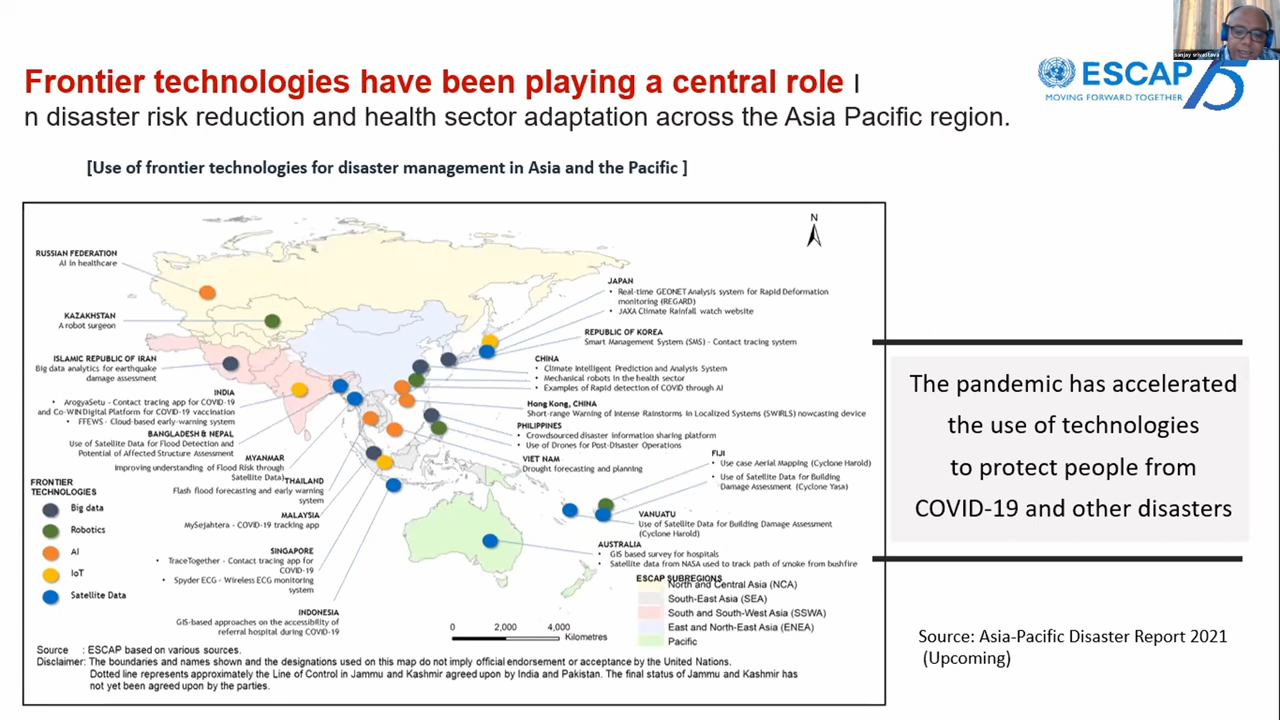 sanjay srivastava
Frontier technologies have been playing a central role I
n disaster risk reduction and health sector adaptation across the Asia Pacific region.
ESCAP 75
MOVING FORWARD TOGETHER
[Use of frontier technologies for disaster management in Asia and the Pacific ]
N
RUSSIAN FEDERATION
AI in healthcare
KAZAKHSTAN
A robot surgeon
ISLAMIC REPUBLIC OF IRAN
Big data analytics for earthquake
damage assessment
INDIA
• ArogyaSetu - Contact tracing app for COVID-19
and Co-WIN Digital Platform for COVID-19 vaccination
• FFEWS - Cloud-based early-warning system
BANGLADESH & NEPAL
Use of Satellite Data for Flood Detection and
Potential of Affected Structure Assessment
MYANMAR
Improving understanding of Flood Risk through
Satellite Data)
THAILAND
Flash flood forecasting and early warning
system
MALAYSIA
MySejahtera - COVID-19 tracking app
SINGAPORE
• TraceTogether - Contact tracing app for
COVID-19
• Spyder ECG - Wireless ECG monitoring
system
INDONESIA
GIS-based approaches on the accessibility of
referral hospital during COVID-19
JAPAN
• Real-time GEONET Analysis system for Rapid Deformation
monitoring (REGARD)
• JAXA Climate Rainfall watch website
REPUBLIC OF KOREA
Smart Management System (SMS) - Contact tracing system
CHINA
• Climate Intelligent Prediction and Analysis System
• Mechanical robots in the health sector
• Examples of Rapid detection of COVID through AI
Hong Kong, CHINA
Short-range Warning of Intense Rainstorms in Localized Systems (SWIRLS) nowcasting device
PHILIPPINES
• Crowdsourced disaster information sharing platform
• Use of Drones for Post-Disaster Operations
VIET NAM
Drought forecasting and planning
FIJI
• Use case Aerial Mapping (Cyclone Harold)
• Use of Satellite Data for Building
Damage Assessment (Cyclone Yasa)
VANUATU
Use of Satellite Data for Building Damage Assessment
(Cyclone Harold)
AUSTRALIA
• GIS based survey for hospitals
• Satellite data from NASA used to track path of smoke from bushfire
FRONTIER
TECHNOLOGIES
Big data
Robotics
AI
IoT
Satellite Data
ESCAP SUBREGIONS
North and Central Asia (NCA)
South-East Asia (SEA)
South and South-West Asia (SSWA)
East and North-East Asia (ENEA)
Pacific
0 2,000 4,000
Kilometres
Source : ESCAP based on various sources.
Disclaimer: The boundaries and names shown and the designations used on this map do not imply official endorsement or acceptance by the United Nations.
Dotted line represents approximately the Line of Control in Jammu and Kashmir agreed upon by India and Pakistan. The final status of Jammu and Kashmir has
not yet been agreed upon by the parties.
The pandemic has accelerated
the use of technologies
to protect people from
COVID-19 and other disasters
Source: Asia-Pacific Disaster Report 2021
(Upcoming)